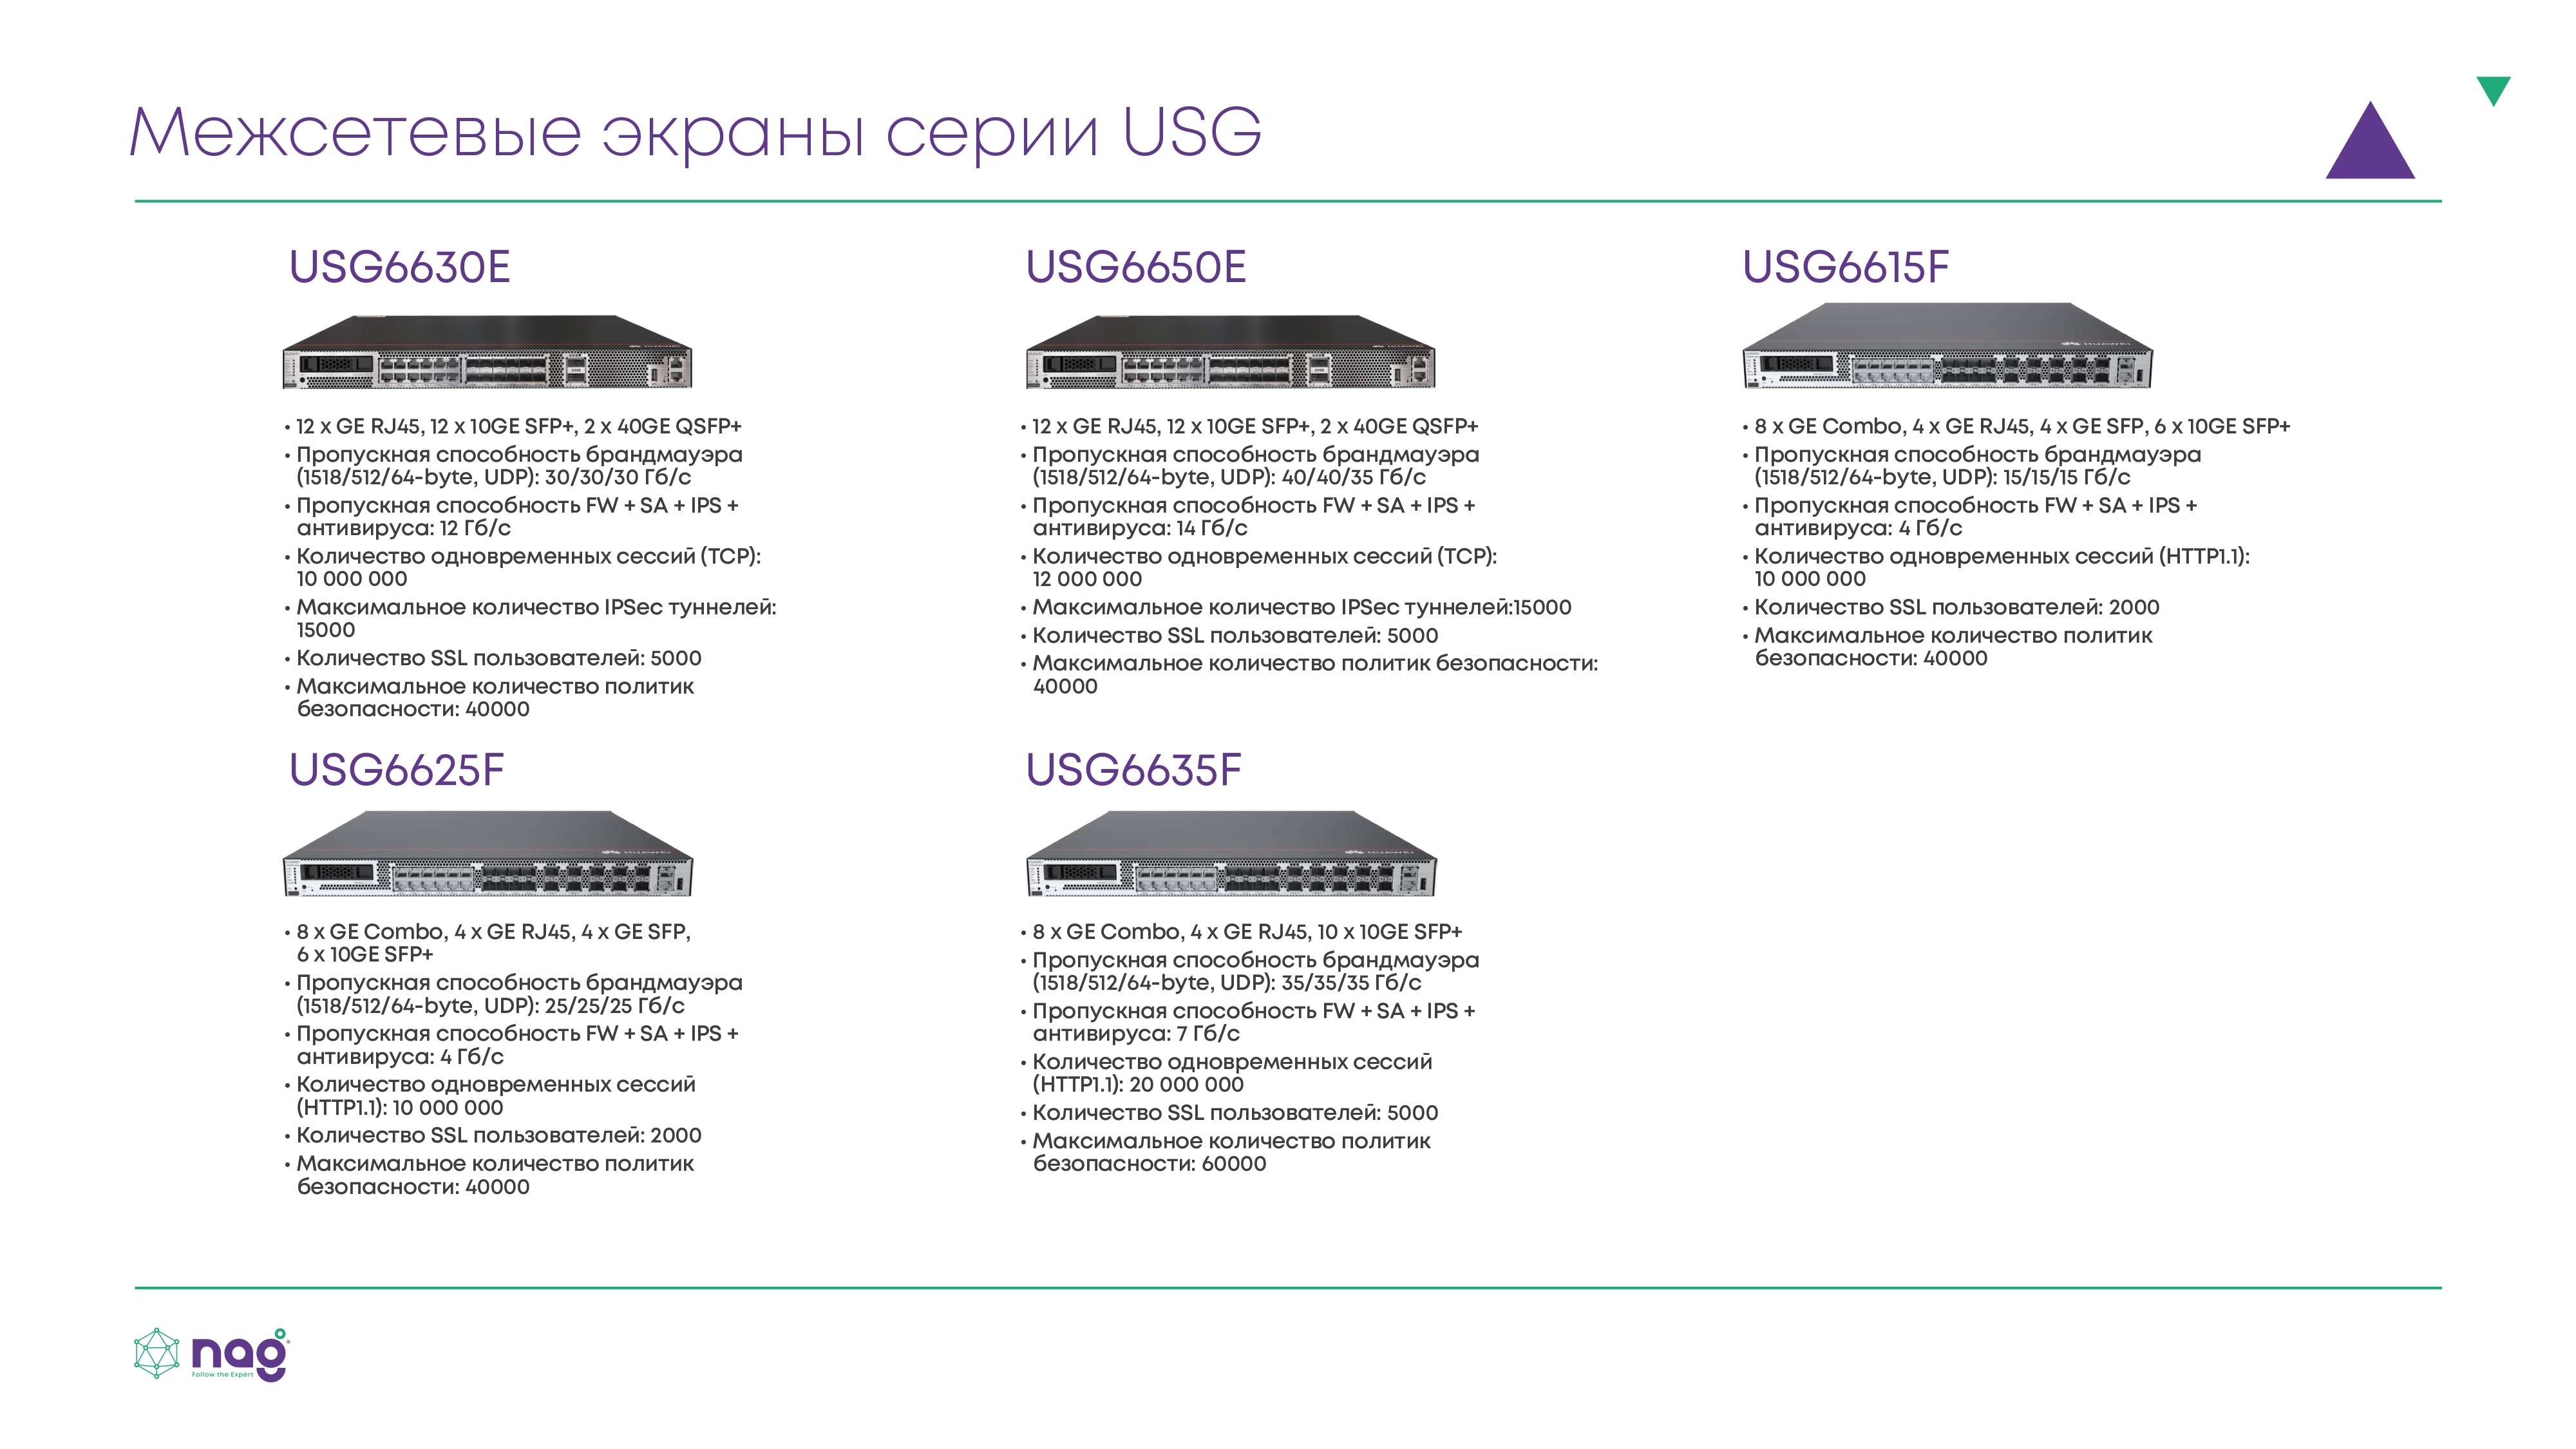 Межсетевые экраны серии USG
USG6630E
• 12 x GE RJ45, 12 x 10GE SFP+, 2 x 40GE QSFP+
• Пропускная способность брандмауэра
(1518/512/64-byte, UDP): 30/30/30 Гб/с
• Пропускная способность FW + SA + IPS +
антивируса: 12 Гб/с
• Количество одновременных сессий (TCP):
10 000 000
• Максимальное количество IPSec туннелей:
15000
• Количество SSL пользователей: 5000
• Максимальное количество политик
безопасности: 40000
USG6650E
HUAWEI
• 12 x GE RJ45, 12 x 10GE SFP+, 2 x 40GE QSFP+
• Пропускная способность брандмауэра
(1518/512/64-byte, UDP): 40/40/35 Гб/с
• Пропускная способность FW + SA + IPS +
антивируса: 14 Гб/с
• Количество одновременных сессий (TCP):
12 000 000
• Максимальное количество IPSec туннелей:15000
• Количество SSL пользователей: 5000
• Максимальное количество политик безопасности:
40000
USG6615F
HUAWEI
• 8 x GE Combo, 4 x GE RJ45, 4 x GE SFP, 6 x 10GE SFP+
• Пропускная способность брандмауэра
(1518/512/64-byte, UDP): 15/15/15 Гб/с
• Пропускная способность FW + SA + IPS +
антивируса: 4 Гб/с
• Количество одновременных сессий (HTTP1.1):
10 000 000
• Количество SSL пользователей: 2000
• Максимальное количество политик
безопасности: 40000
USG6625F
HUAWEI
• 8 x GE Combo, 4 x GE RJ45, 4 x GE SFP,
6 x 10GE SFP+
• Пропускная способность брандмауэра
(1518/512/64-byte, UDP): 25/25/25 Гб/с
• Пропускная способность FW + SA + IPS +
антивируса: 4 Гб/с
• Количество одновременных сессий
(HTTP1.1): 10 000 000
• Количество SSL пользователей: 2000
• Максимальное количество политик
безопасности: 40000
USG6635F
HUAWEI
• 8 x GE Combo, 4 x GE RJ45, 10 x 10GE SFP+
• Пропускная способность брандмауэра
(1518/512/64-byte, UDP): 35/35/35 Гб/с
• Пропускная способность FW + SA + IPS +
антивируса: 7 Гб/с
• Количество одновременных сессий
(HTTP1.1): 20 000 000
• Количество SSL пользователей: 5000
• Максимальное количество политик
безопасности: 60000
nag
Follow the Expert